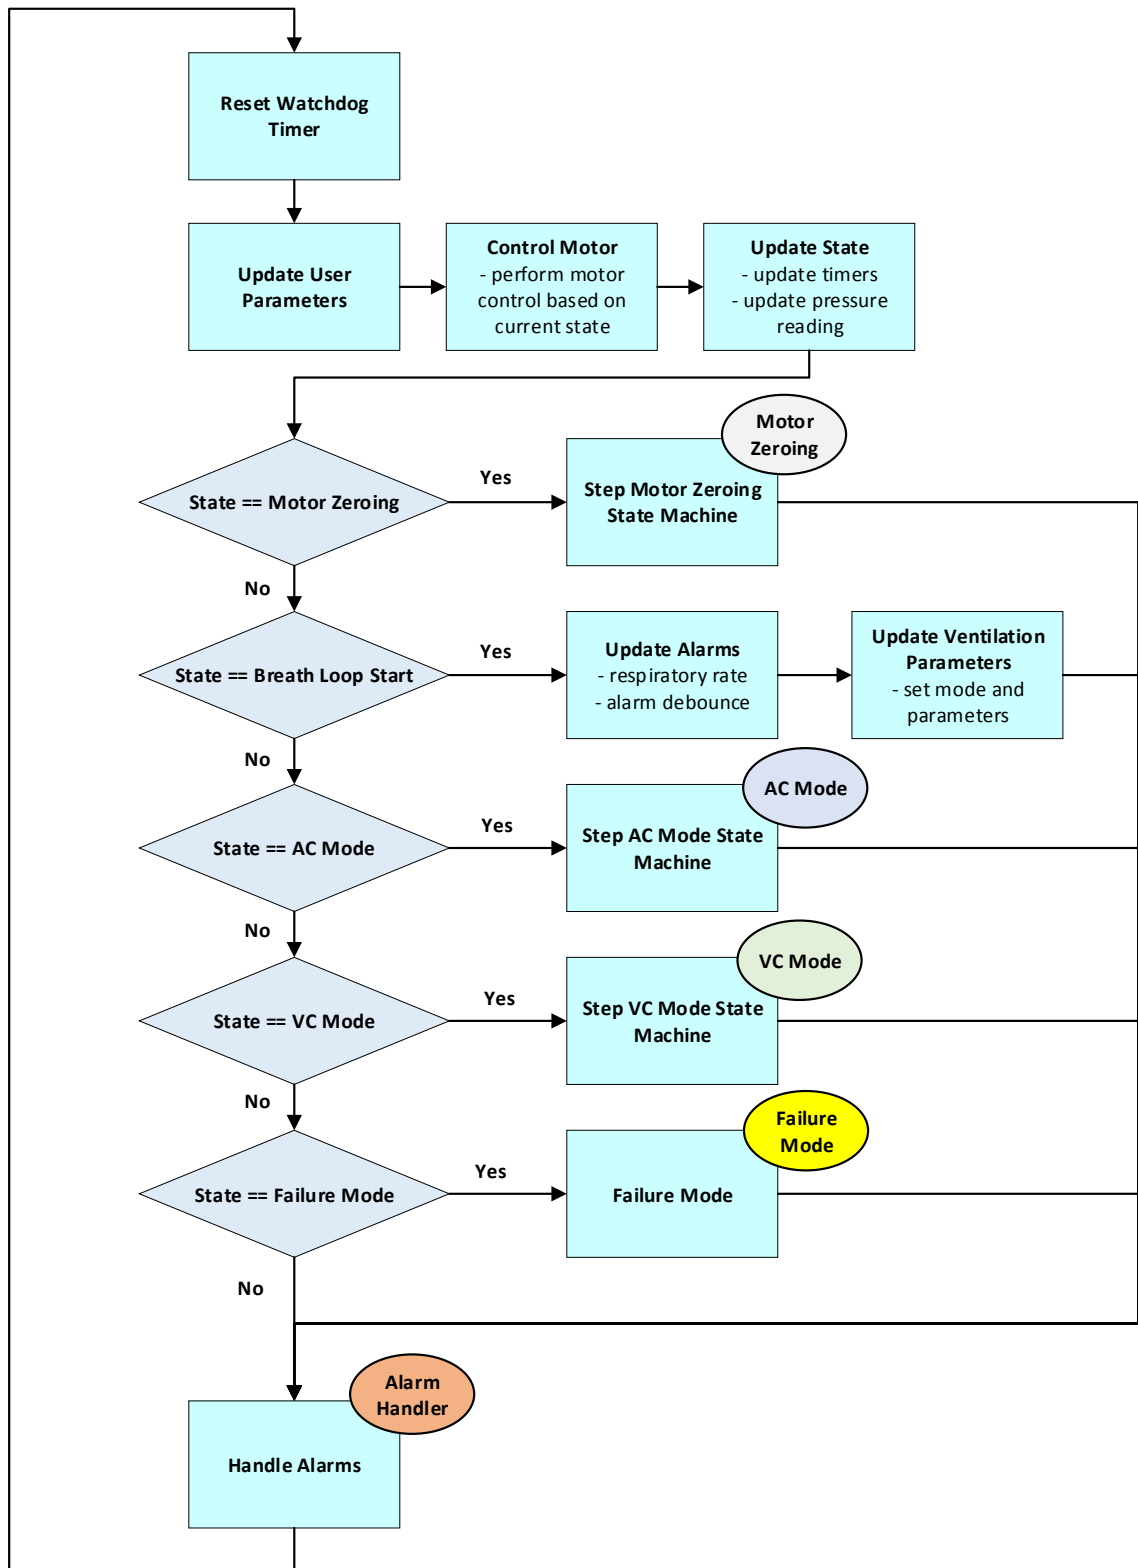 Reset Watchdog
Timer
Update User
Parameters
Control Motor
- perform motor
control based on
current state
Update State
- update timers
- update pressure
reading
Motor
Zeroing
State == Motor Zeroing
Yes
Step Motor Zeroing
State Machine
No
State == Breath Loop Start
Yes
Update Alarms
- respiratory rate
- alarm debounce
Update Ventilation
Parameters
- set mode and
parameters
No
AC Mode
State == AC Mode
Yes
Step AC Mode State
Machine
No
VC Mode
State == VC Mode
Yes
Step VC Mode State
Machine
No
Failure
Mode
State == Failure Mode
Yes
Failure Mode
No
Alarm
Handler
Handle Alarms